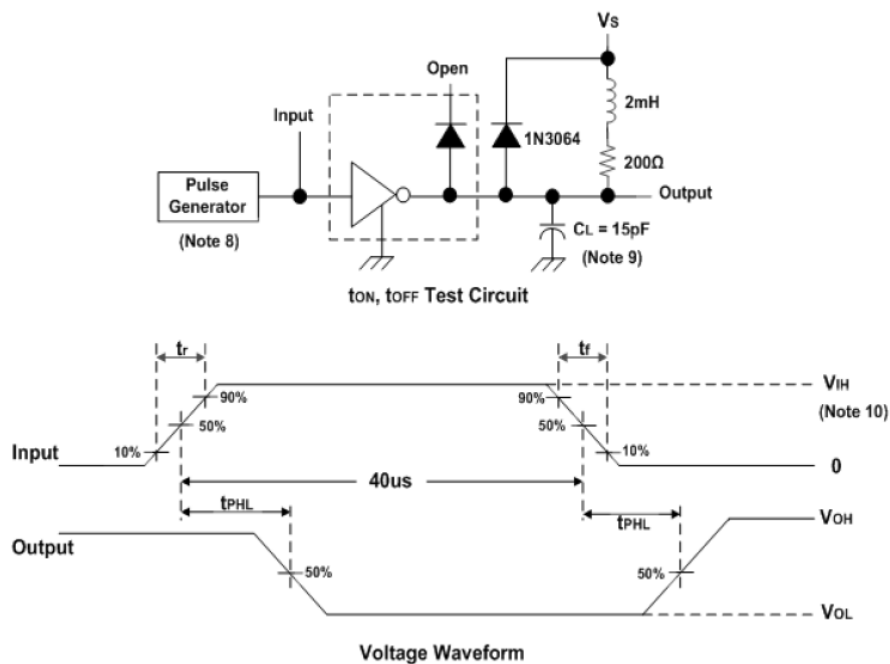 Vs
Open
2mH
Input
1N3064
200Ω
Pulse
Generator
Output
(Note 8)
CL = 15pF
(Note 9)
tON, tOFF Test Circuit
tr
tf
90%
90%
VIH
(Note 10)
50%
50%
Input
10%
10%
0
40us
tPHL
tPHL
VOH
Output
50%
50%
VOL
Voltage Waveform